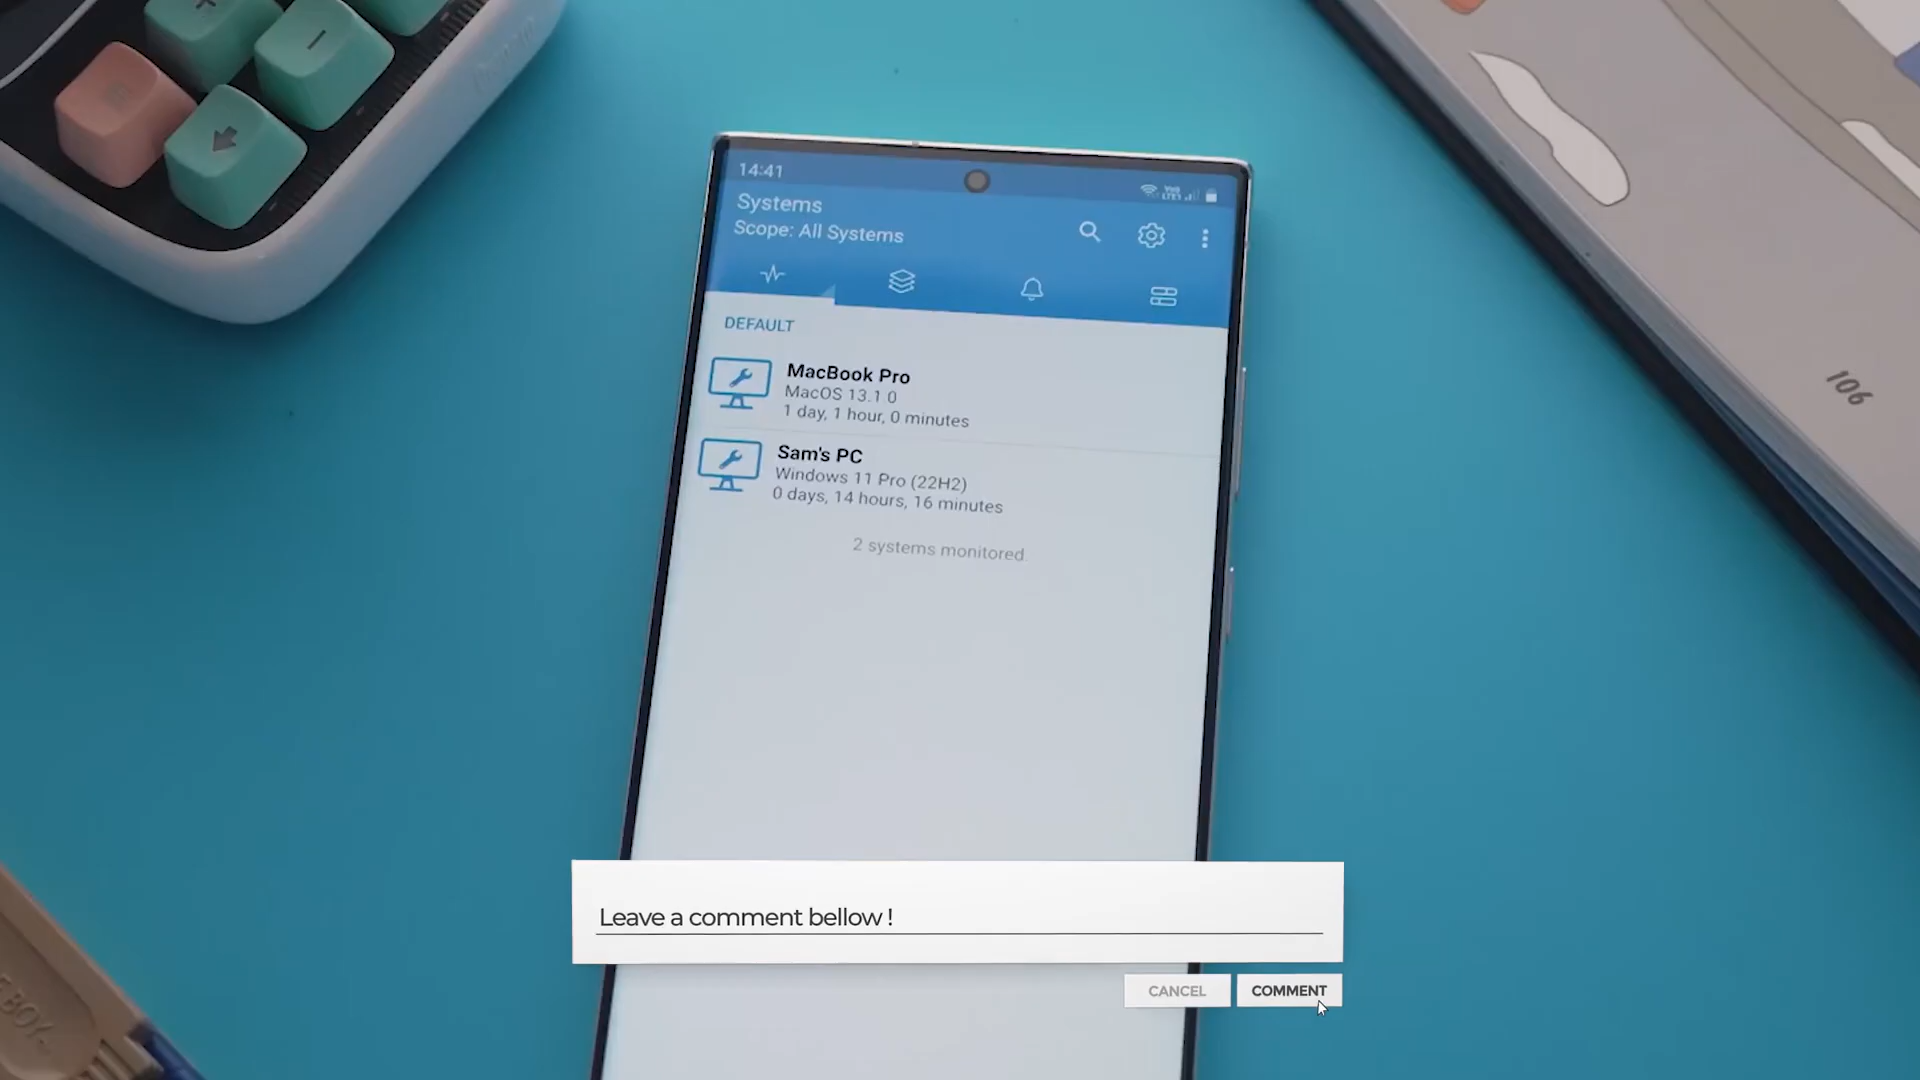 14:41
Systems
Scope: All Systems
DEFAULT
MacBook Pro
MacOS 13.1 0
1 day, 1 hour, 0 minutes
Sam's PC
Windows 11 Pro (22H2)
0 days, 14 hours, 16 minutes
2 systems monitored
106
Leave a comment bellow !
CANCEL
COMMENT